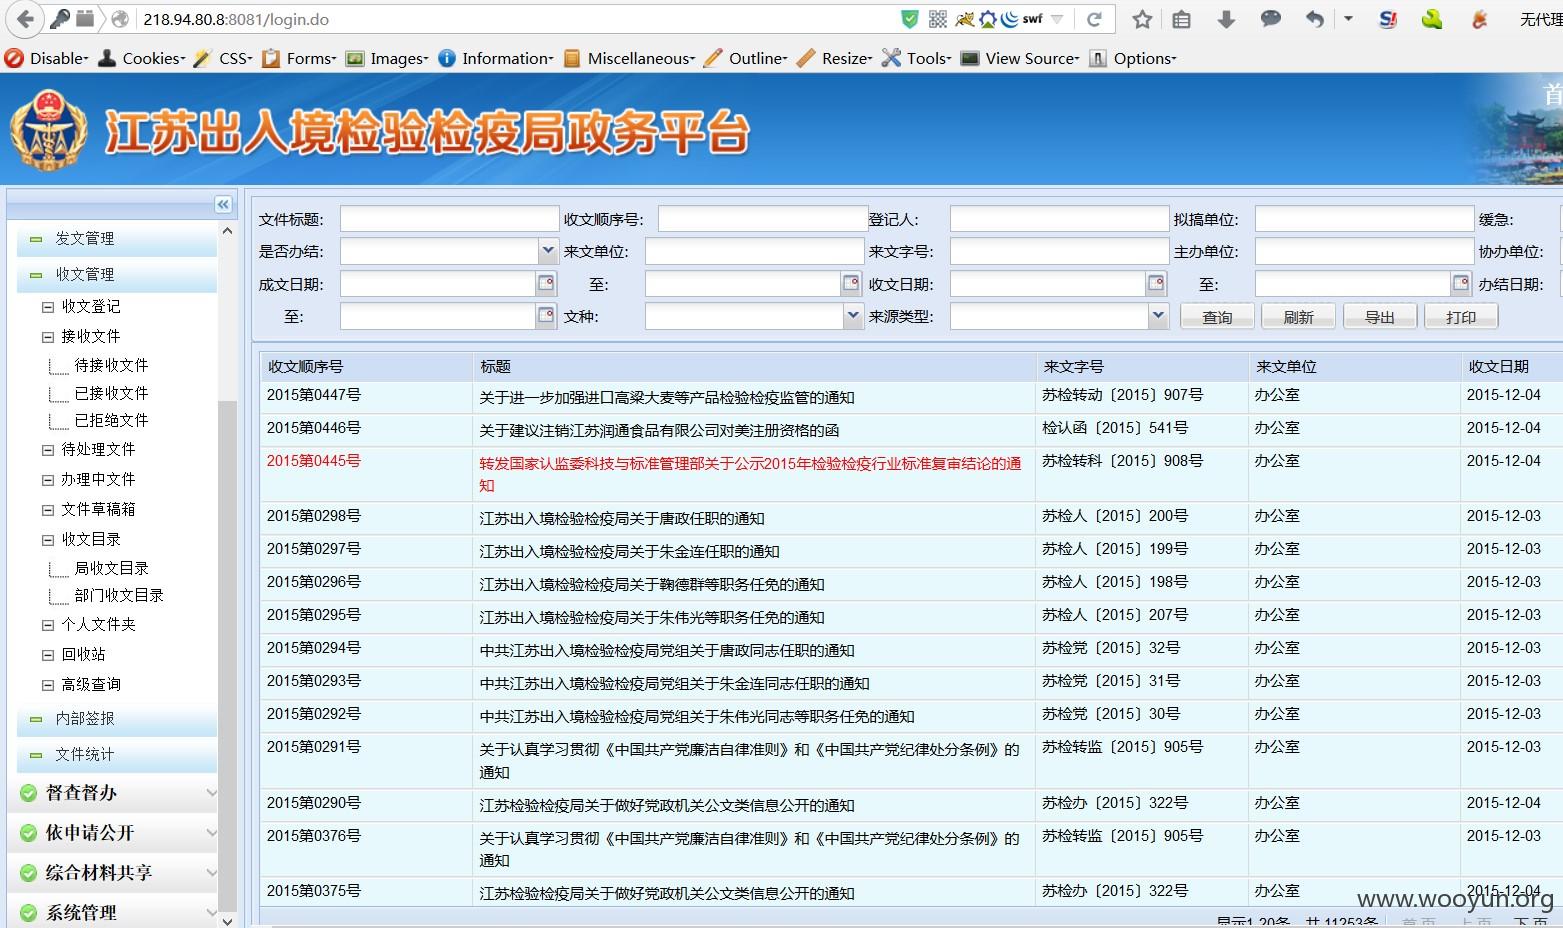 218.94.80.8:8081/login.do
swf
无代理
Disable Cookies CSS Forms Images Information Miscellaneous Outline Resize Tools View Source Options
首
江苏出入境检验检疫局政务平台
发文管理
收文管理
收文登记
接收文件
待接收文件
已接收文件
已拒绝文件
待处理文件
办理中文件
文件草稿箱
收文目录
局收文目录
部门收文目录
个人文件夹
回收站
高级查询
内部签报
文件统计
督查督办
依申请公开
综合材料共享
系统管理
文件标题: 收文顺序号: 登记人: 拟搞单位: 缓急:
是否办结: 来文单位: 来文字号: 主办单位: 协办单位:
成文日期: 至: 收文日期: 至: 办结日期:
至: 文种: 来源类型: 查询 刷新 导出 打印
收文顺序号 标题 来文字号 来文单位 收文日期
2015第0447号 关于进一步加强进口高粱大麦等产品检验检疫监管的通知 苏检转动〔2015〕907号 办公室 2015-12-04
2015第0446号 关于建议注销江苏润通食品有限公司对美注册资格的函 检认函〔2015〕541号 办公室 2015-12-04
2015第0445号 转发国家认监委科技与标准管理部关于公示2015年检验检疫行业标准复审结论的通 苏检转科〔2015〕908号 办公室 2015-12-04
知
2015第0298号 江苏出入境检验检疫局关于唐政任职的通知 苏检人〔2015〕200号 办公室 2015-12-03
2015第0297号 江苏出入境检验检疫局关于朱金连任职的通知 苏检人〔2015〕199号 办公室 2015-12-03
2015第0296号 江苏出入境检验检疫局关于鞠德群等职务任免的通知 苏检人〔2015〕198号 办公室 2015-12-03
2015第0295号 江苏出入境检验检疫局关于朱伟光等职务任免的通知 苏检人〔2015〕207号 办公室 2015-12-03
2015第0294号 中共江苏出入境检验检疫局党组关于唐政同志任职的通知 苏检党〔2015〕32号 办公室 2015-12-03
2015第0293号 中共江苏出入境检验检疫局党组关于朱金连同志任职的通知 苏检党〔2015〕31号 办公室 2015-12-03
2015第0292号 中共江苏出入境检验检疫局党组关于朱伟光同志等职务任免的通知 苏检党〔2015〕30号 办公室 2015-12-03
2015第0291号 关于认真学习贯彻《中国共产党廉洁自律准则》和《中国共产党纪律处分条例》的 苏检转监〔2015〕905号 办公室 2015-12-03
通知
2015第0290号 江苏检验检疫局关于做好党政机关公文类信息公开的通知 苏检办〔2015〕322号 办公室 2015-12-04
2015第0376号 关于认真学习贯彻《中国共产党廉洁自律准则》和《中国共产党纪律处分条例》的 苏检转监〔2015〕905号 办公室 2015-12-03
通知
2015第0375号 江苏检验检疫局关于做好党政机关公文类信息公开的通知 苏检办〔2015〕322号 办公室 2015-12-04
www.wooyun.org
显示1-20条 共 11253条 首页 上页 下页